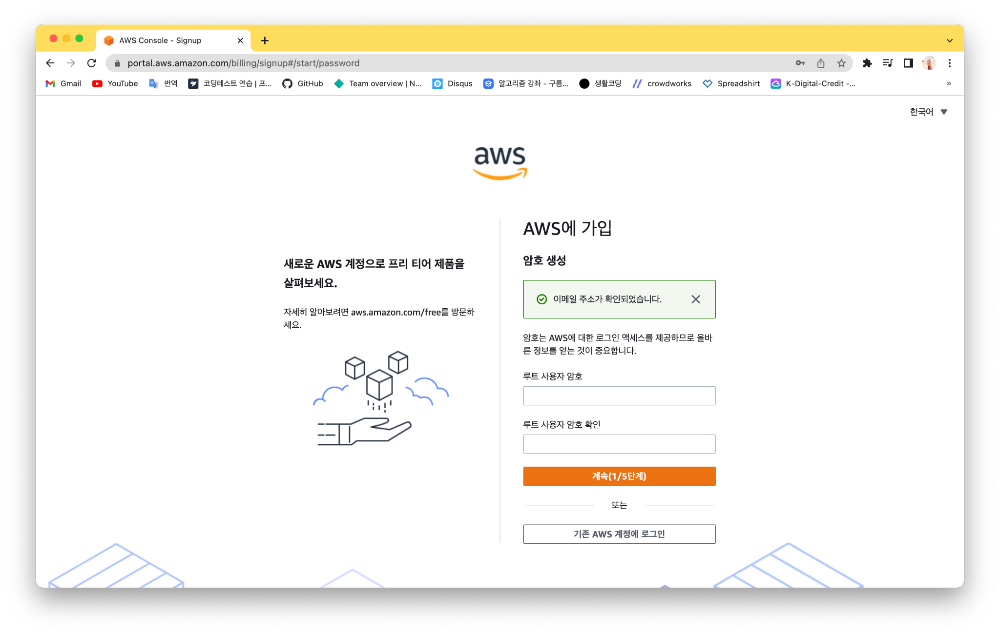 AWS Console - Signup
portal.aws.amazon.com/billing/signup#/start/password
Gmail YouTube 번역 코딩테스트 연습 | 프... GitHub Team overview | N... Disqus 알고리즘 강좌 - 구름... 생활코딩 crowdworks Spreadshirt K-Digital-Credit -... »
한국어
aws
새로운 AWS 계정으로 프리 티어 제품을
살펴보세요.
자세히 알아보려면 aws.amazon.com/free를 방문하
세요.
AWS에 가입
암호 생성
이메일 주소가 확인되었습니다.
암호는 AWS에 대한 로그인 액세스를 제공하므로 올바
른 정보를 얻는 것이 중요합니다.
루트 사용자 암호
루트 사용자 암호 확인
계속(1/5단계)
또는
기존 AWS 계정에 로그인